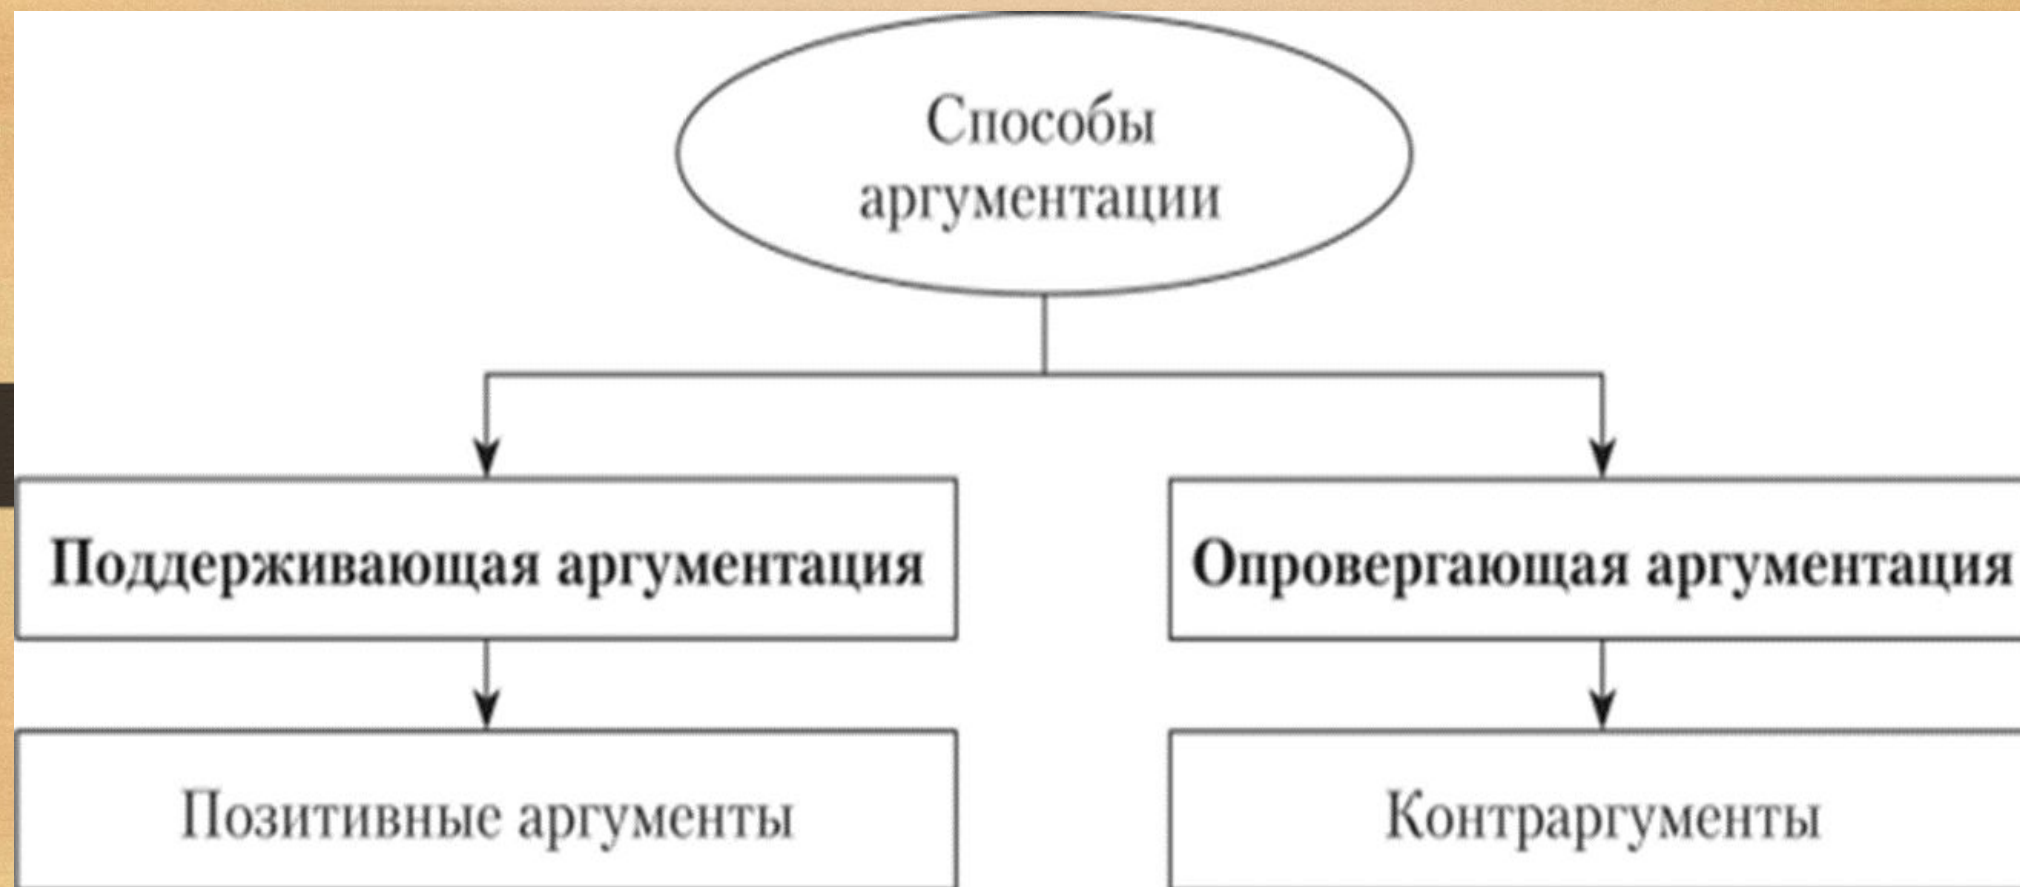 Способы
аргументации
Поддерживающая аргументация
Опровергающая аргументация
Позитивные аргументы
Контраргументы